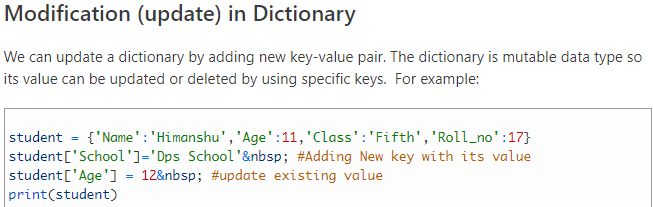 Modification (update) in Dictionary
We can update a dictionary by adding new key-value pair. The dictionary is mutable data type so
its value can be updated or deleted by using specific keys.  For example:
student = {'Name':'Himanshu','Age':11,'Class':'Fifth','Roll_no':17}
student['School']='Dps School'&nbsp; #Adding New key with its value
student['Age'] = 12&nbsp; #update existing value
print(student)